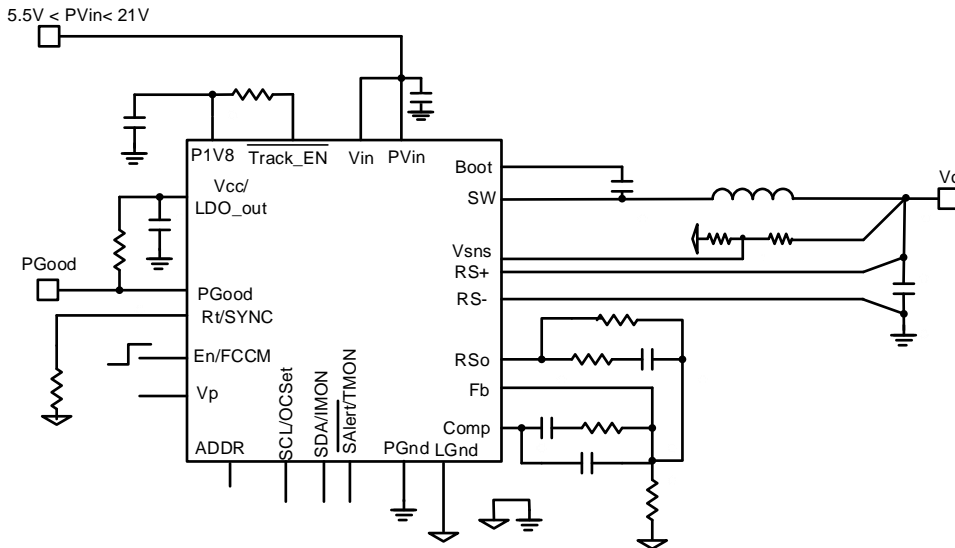 5.5V < PVin< 21V
P1V8
Track_EN
Vin
PVin
Boot
Vcc/
LDO_out
SW
Vo
Vsns
RS+
PGood
PGood
RS-
Rt/SYNC
En/FCCM
RSo
Vp
Fb
Comp
ADDR
SCL/OCSet
SDA/IMON
SAlert/TMON
PGnd
LGnd